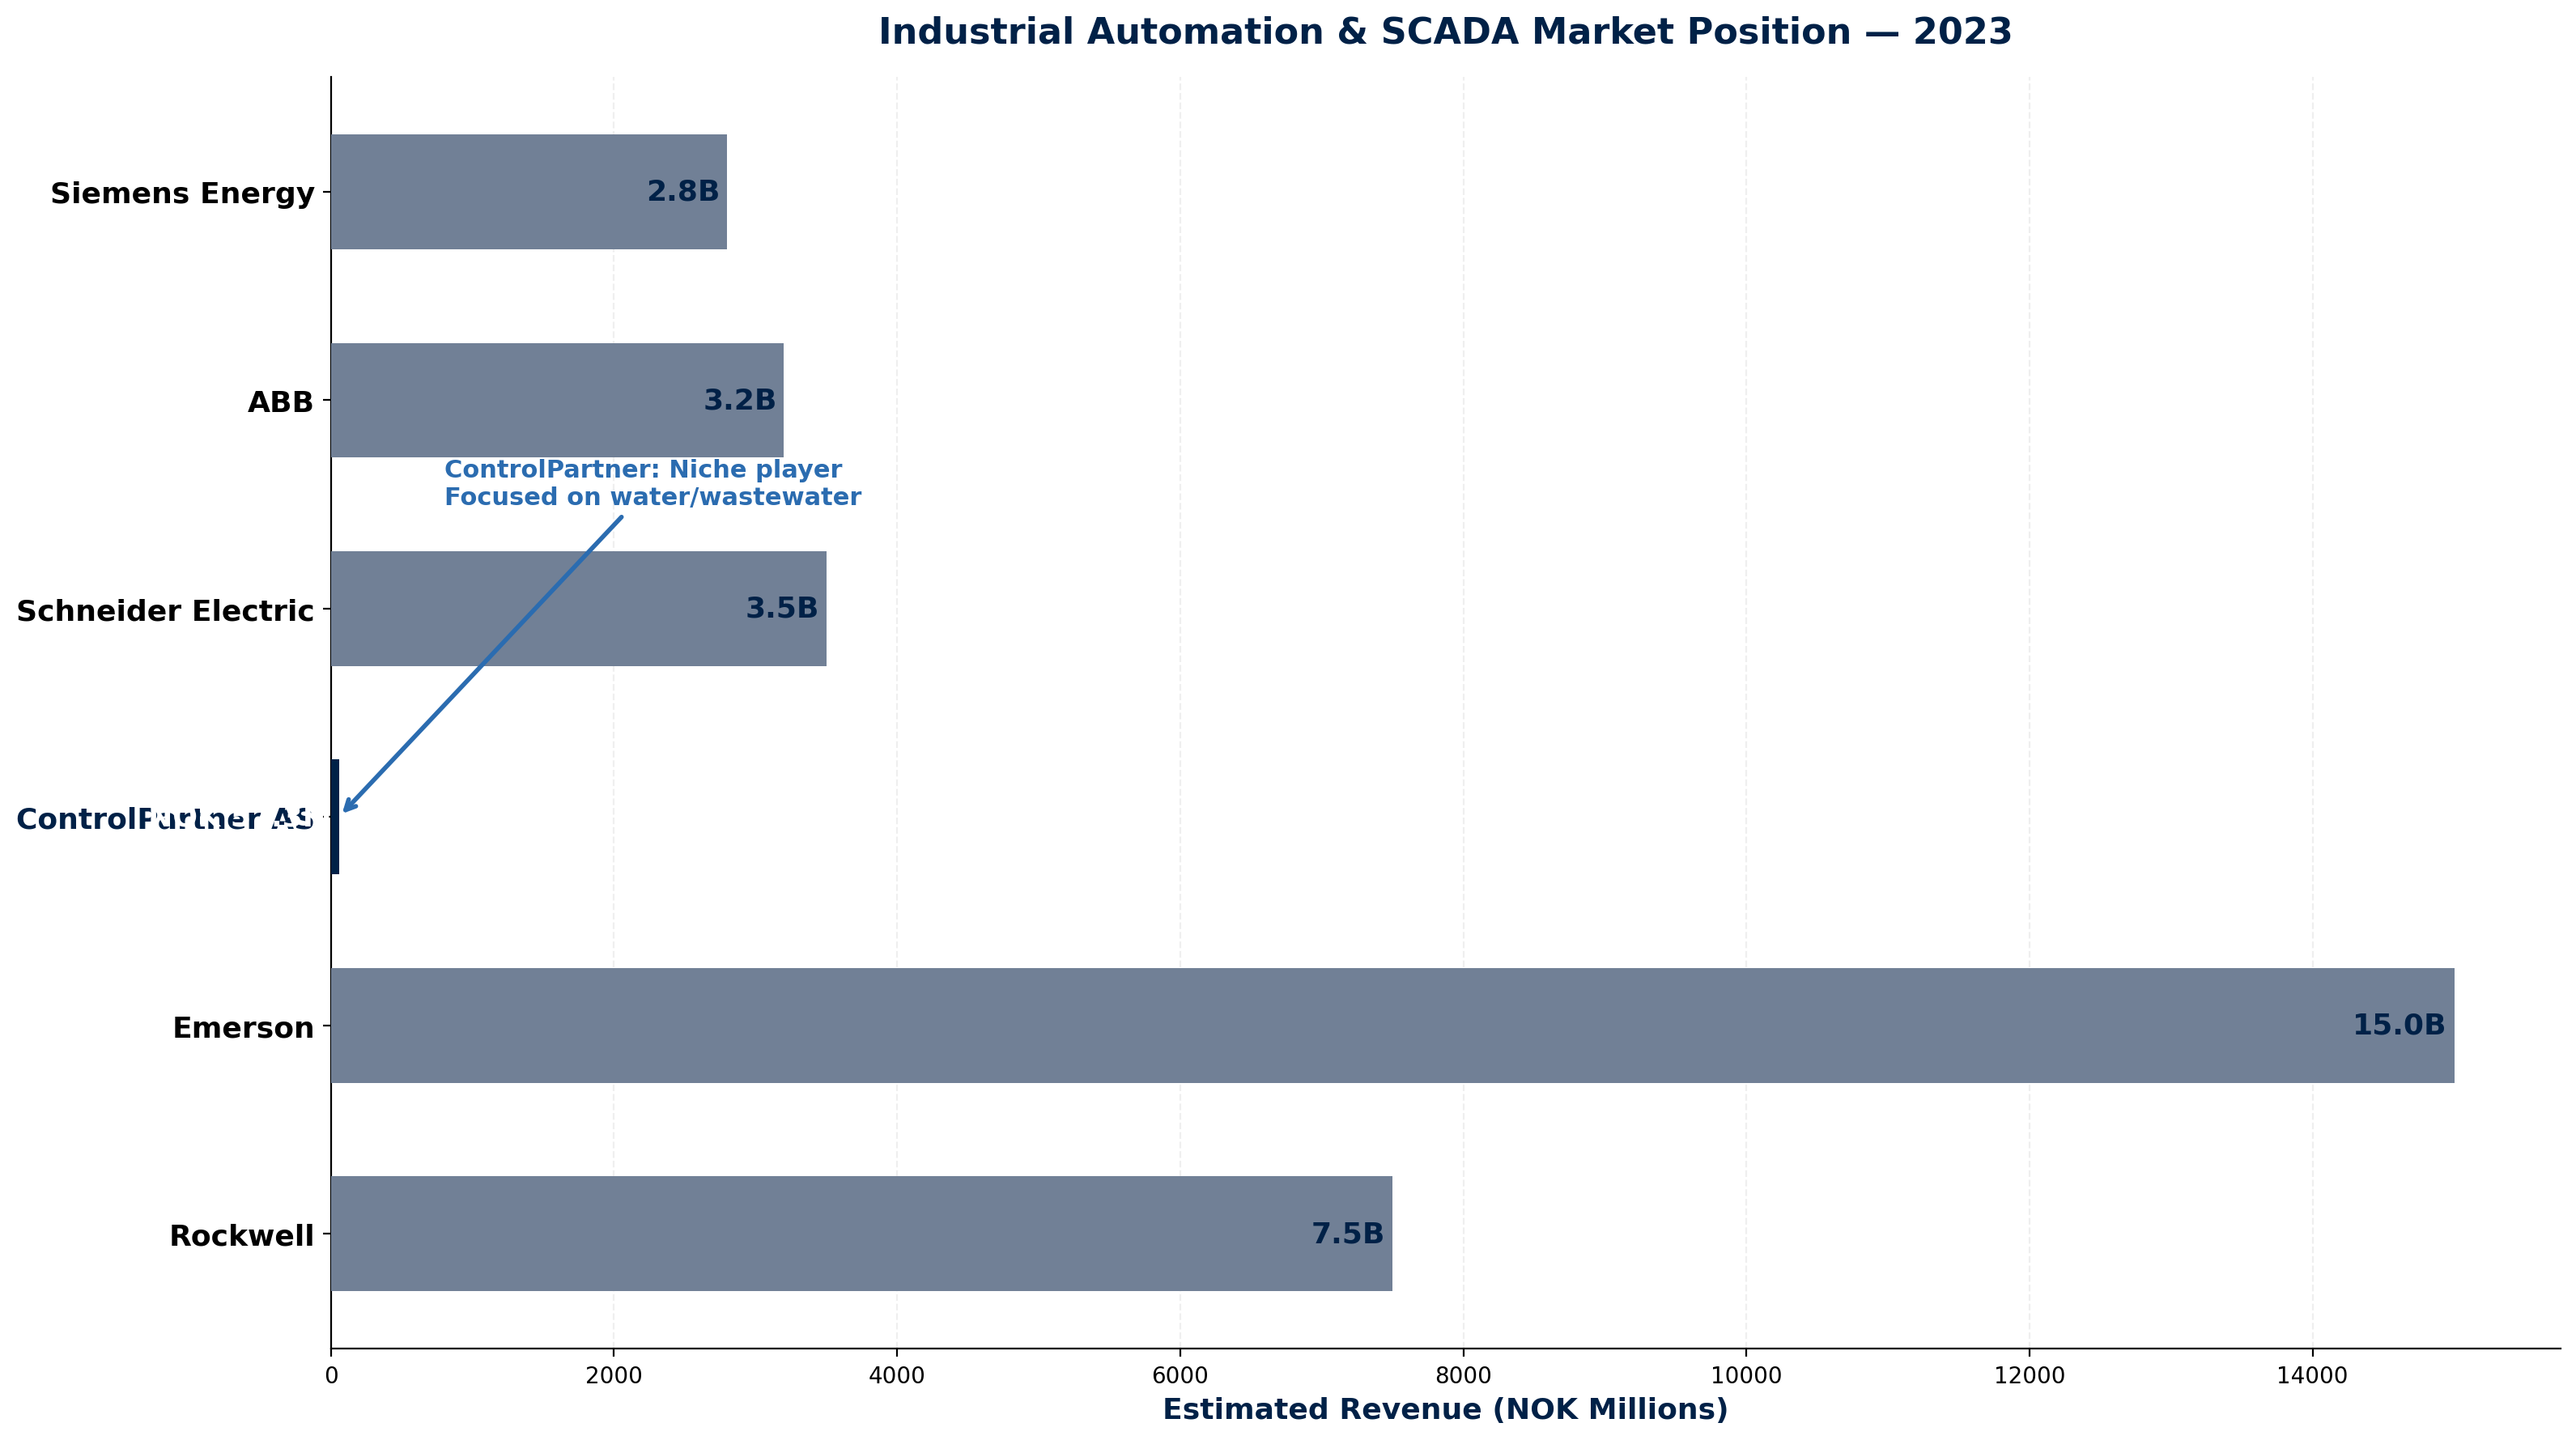 Industrial Automation & SCADA Market Position — 2023
Siemens Energy
2.8B
ABB
3.2B
ControlPartner: Niche player
Focused on water/wastewater
Schneider Electric
3.5B
ControlPartner AS
Emerson
15.0B
Rockwell
7.5B
0 2000 4000 6000 8000 10000 12000 14000
Estimated Revenue (NOK Millions)